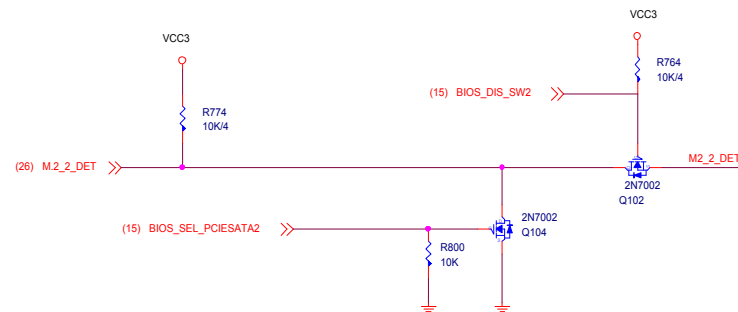 VCC3
VCC3
R764
10K/4
(15) BIOS_DIS_SW2
R774
10K/4
(26) M.2_2_DET
M2_2_DET
2N7002
Q102
(15) BIOS_SEL_PCIESATA2
2N7002
Q104
R800
10K